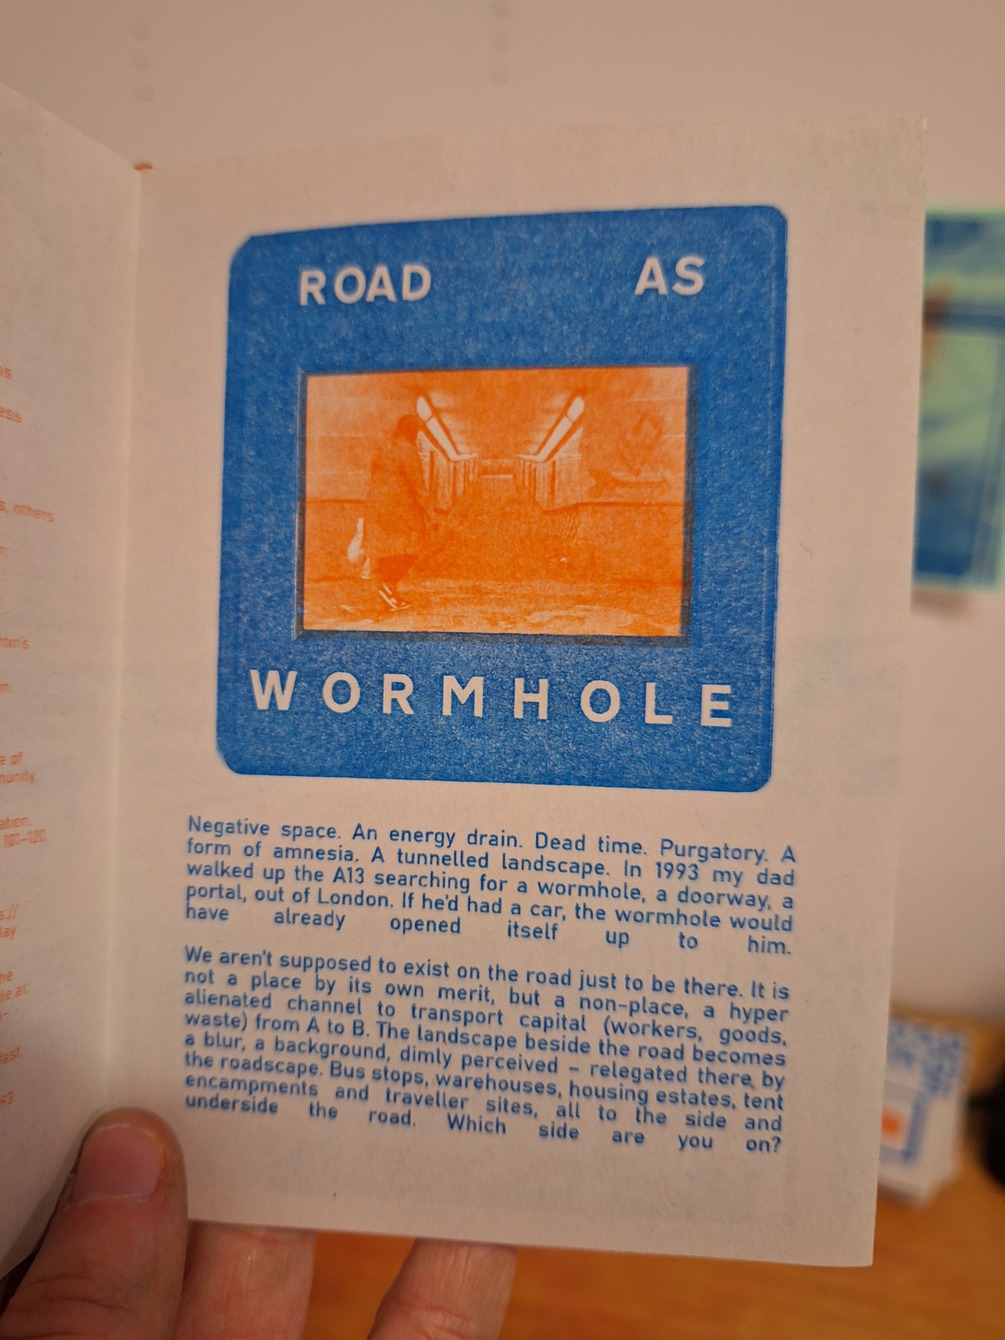 ROAD AS
WORMHOLE
Negative space. An energy drain. Dead time. Purgatory. A
form of amnesia. A tunnelled landscape. In 1993 my dad
walked up the A13 searching for a wormhole, a doorway, a
portal, out of London. If he'd had a car, the wormhole would
have already opened itself up to him.
We aren't supposed to exist on the road just to be there. It is
not a place by its own merit, but a non-place, a hyper
alienated channel to transport capital (workers, goods,
waste) from A to B. The landscape beside the road becomes
a blur, a background, dimly perceived – relegated there by
the roadscape. Bus stops, warehouses, housing estates, tent
encampments and traveller sites, all to the side and
underside the road. Which side are you on?
others
101-120